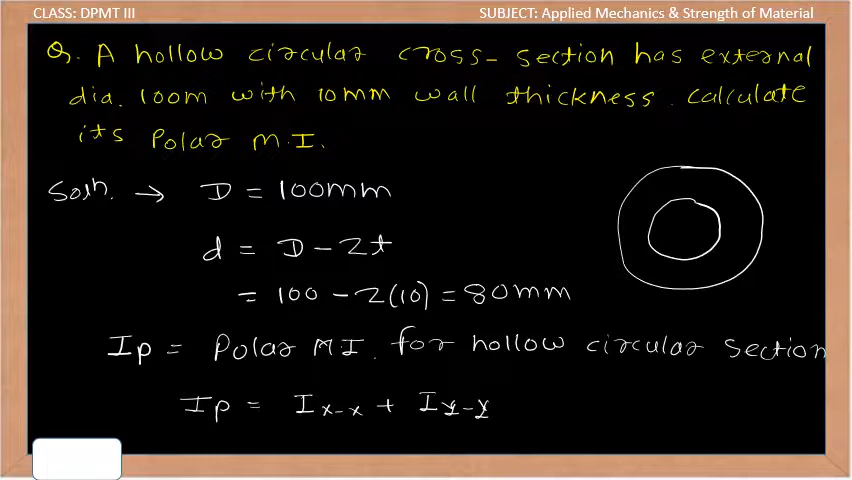 CLASS: DPMT III SUBJECT: Applied Mechanics & Strength of Material
Q. A hollow circular cross-section has external
dia. 100m with 10mm wall thickness. calculate
its Polar M.I.
Soln. → D = 100mm
d = D - 2t
= 100 - 2(10) = 80mm
Ip = Polar M.I. for hollow circular section
Ip = Ix-x + Iy-y